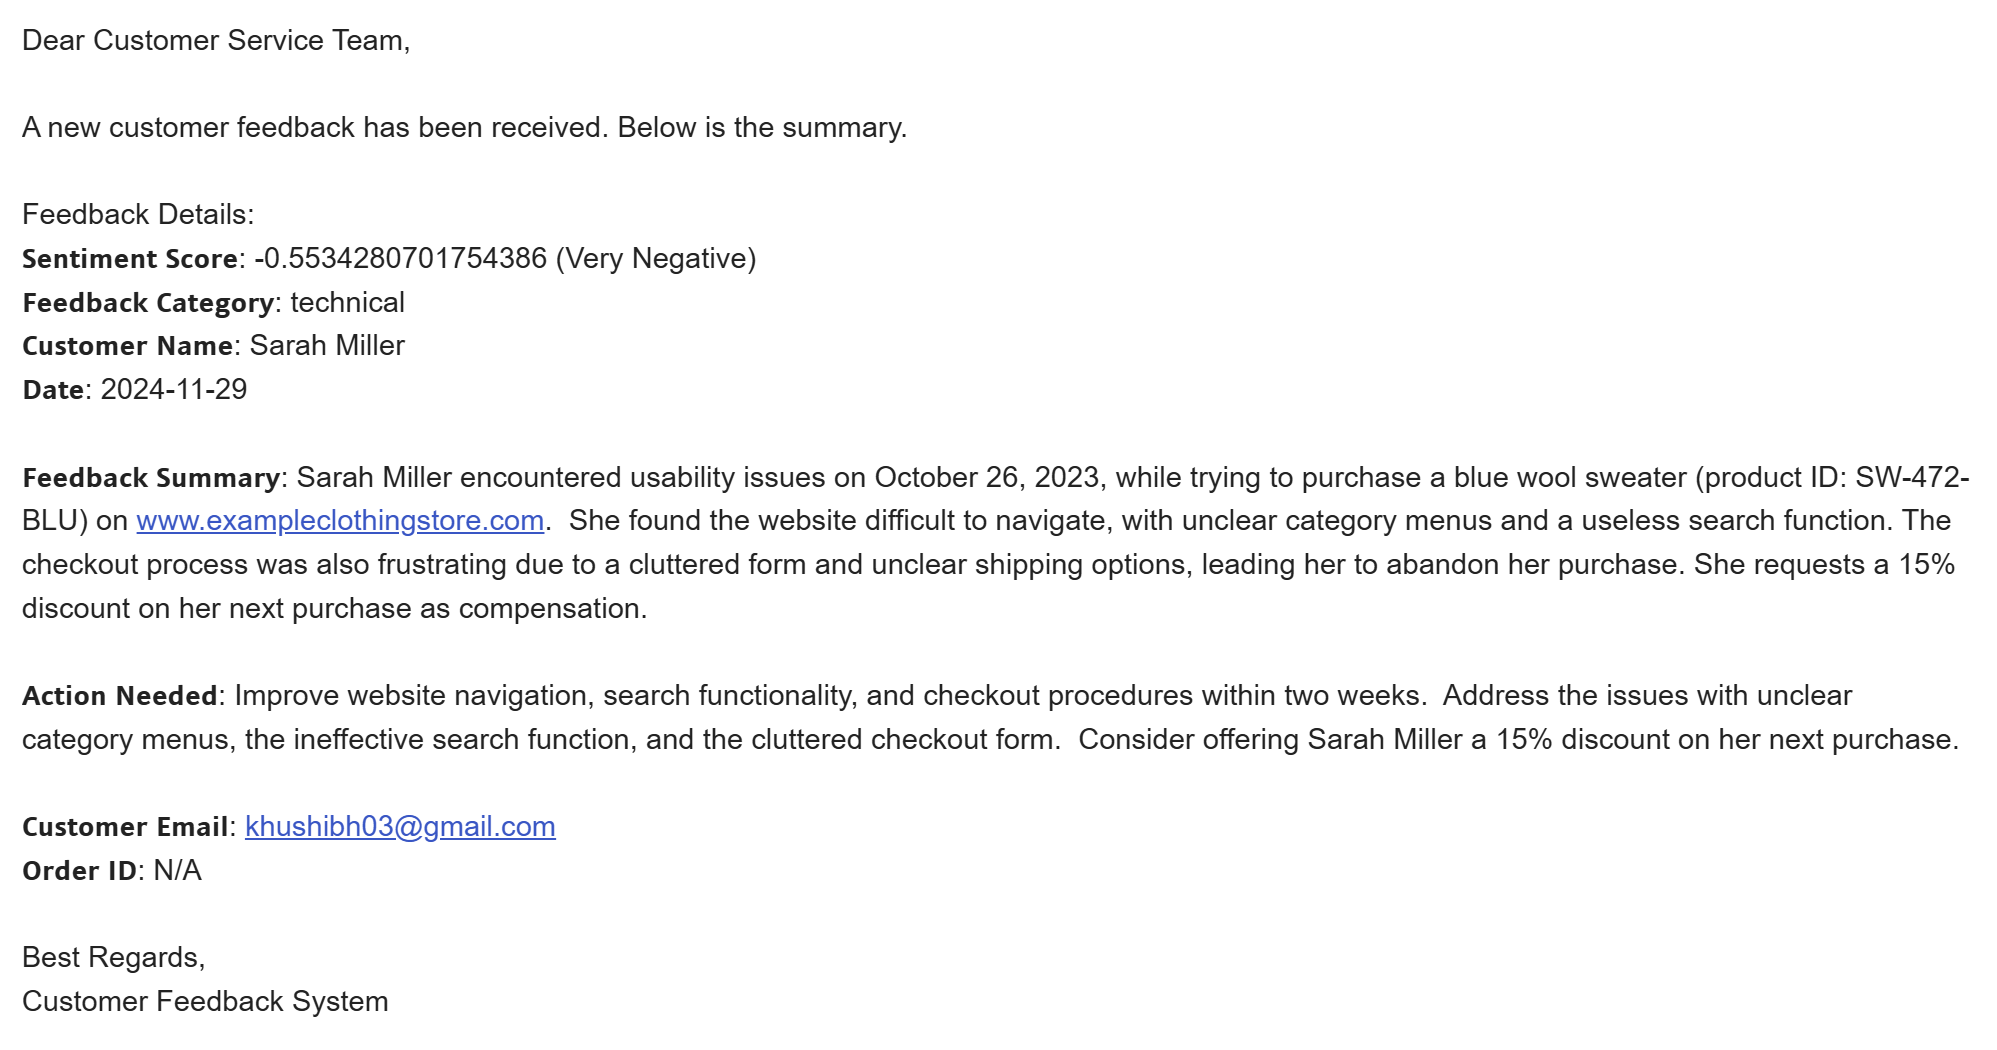 Dear Customer Service Team,
A new customer feedback has been received. Below is the summary.
Feedback Details:
Sentiment Score: -0.5534280701754386 (Very Negative)
Feedback Category: technical
Customer Name: Sarah Miller
Date: 2024-11-29
Feedback Summary: Sarah Miller encountered usability issues on October 26, 2023, while trying to purchase a blue wool sweater (product ID: SW-472-
BLU) on www.exampleclothingstore.com.  She found the website difficult to navigate, with unclear category menus and a useless search function. The
checkout process was also frustrating due to a cluttered form and unclear shipping options, leading her to abandon her purchase. She requests a 15%
discount on her next purchase as compensation.
Action Needed: Improve website navigation, search functionality, and checkout procedures within two weeks.  Address the issues with unclear
category menus, the ineffective search function, and the cluttered checkout form.  Consider offering Sarah Miller a 15% discount on her next purchase.
Customer Email: khushibh03@gmail.com
Order ID: N/A
Best Regards,
Customer Feedback System